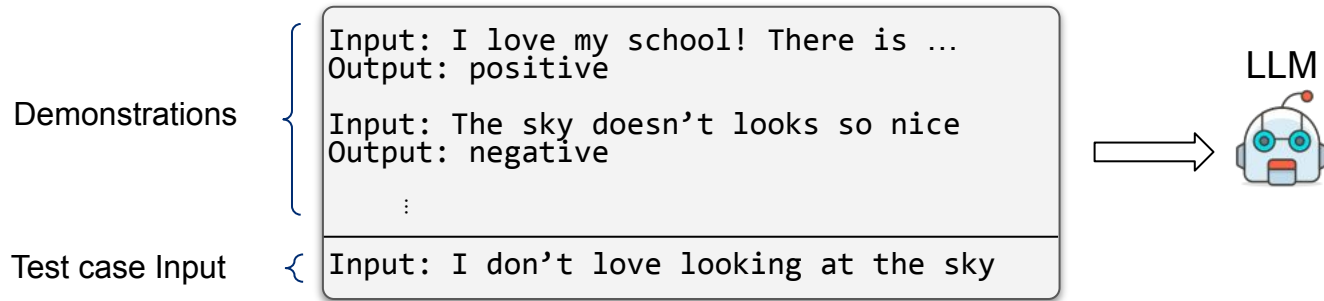 Demonstrations
Input: I love my school! There is …
Output: positive
Input: The sky doesn’t looks so nice
Output: negative
⋮
Test case Input
Input: I don’t love looking at the sky
LLM